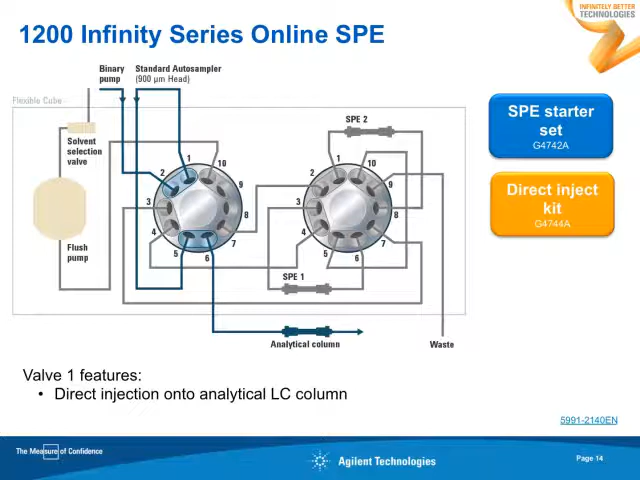 INFINITELY BETTER
TECHNOLOGIES
1200 Infinity Series Online SPE
Binary
pump
Standard Autosampler
(900 µm Head)
Flexible Cube
Solvent
selection
valve
Flush
pump
1
2
3
4
5
6
7
8
9
10
SPE 2
1
2
3
4
5
6
7
8
9
10
SPE 1
Analytical column
Waste
SPE starter
set
G4742A
Direct inject
kit
G4744A
Valve 1 features:
• Direct injection onto analytical LC column
5991-2140EN
The Measure of Confidence
Agilent Technologies
Page 14